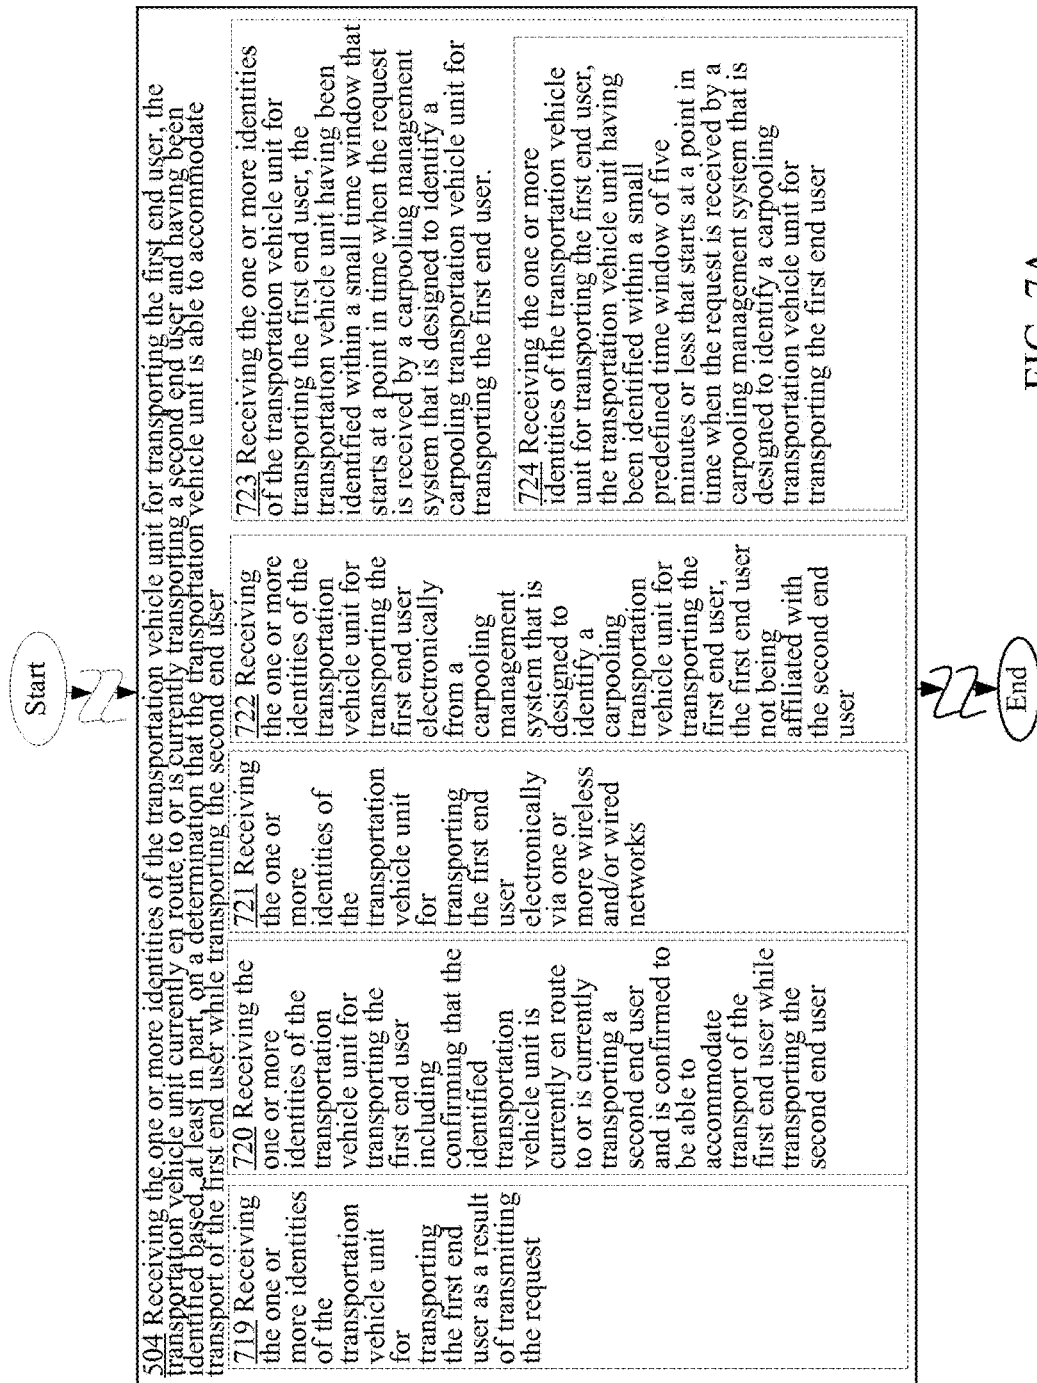 Start
504 Receiving the one or more identities of the transportation vehicle unit for transporting the first end user, the
transportation vehicle unit currently en route to or is currently transporting a second end user and having been
identified based, at least in part, on a determination that the transportation vehicle unit is able to accommodate
transport of the first end user while transporting the second end user
719 Receiving
the one or
more identities
of the
transportation
vehicle unit
for
transporting
the first end
user as a result
of transmitting
the request
720 Receiving the
one or more
identities of the
transportation
vehicle unit for
transporting the
first end user
including
confirming that the
identified
transportation
vehicle unit is
currently en route
to or is currently
transporting a
second end user
and is confirmed to
be able to
accommodate
transport of the
first end user while
transporting the
second end user
721 Receiving
the one or
more
identities of
the
transportation
vehicle unit
for
transporting
the first end
user
electronically
via one or
more wireless
and/or wired
networks
722 Receiving
the one or more
identities of the
transportation
vehicle unit for
transporting the
first end user
electronically
from a
carpooling
management
system that is
designed to
identify a
carpooling
transportation
vehicle unit for
transporting the
first end user,
the first end user
not being
affiliated with
the second end
user
723 Receiving the one or more identities
of the transportation vehicle unit for
transporting the first end user, the
transportation vehicle unit having been
identified within a small time window that
starts at a point in time when the request
is received by a carpooling management
system that is designed to identify a
carpooling transportation vehicle unit for
transporting the first end user.
724 Receiving the one or more
identities of the transportation vehicle
unit for transporting the first end user,
the transportation vehicle unit having
been identified within a small
predefined time window of five
minutes or less that starts at a point in
time when the request is received by a
carpooling management system that is
designed to identify a carpooling
transportation vehicle unit for
transporting the first end user
End
FIG. 7A